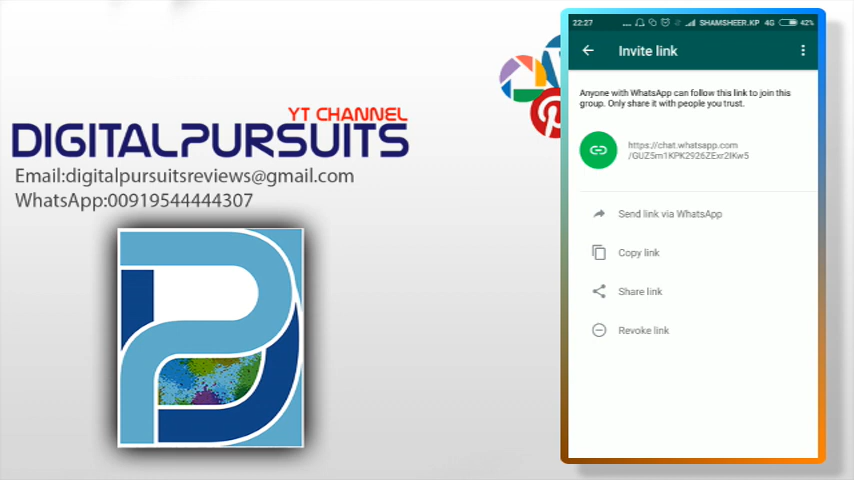 YT CHANNEL
DIGITALPURSUITS
Email:digitalpursuitsreviews@gmail.com
WhatsApp:00919544444307
22:27
SHAMSHEER.KP 4G 42%
Invite link
Anyone with WhatsApp can follow this link to join this
group. Only share it with people you trust.
https://chat.whatsapp.com
/GUZ5m1KPK2926ZExr2IKw5
Send link via WhatsApp
Copy link
Share link
Revoke link